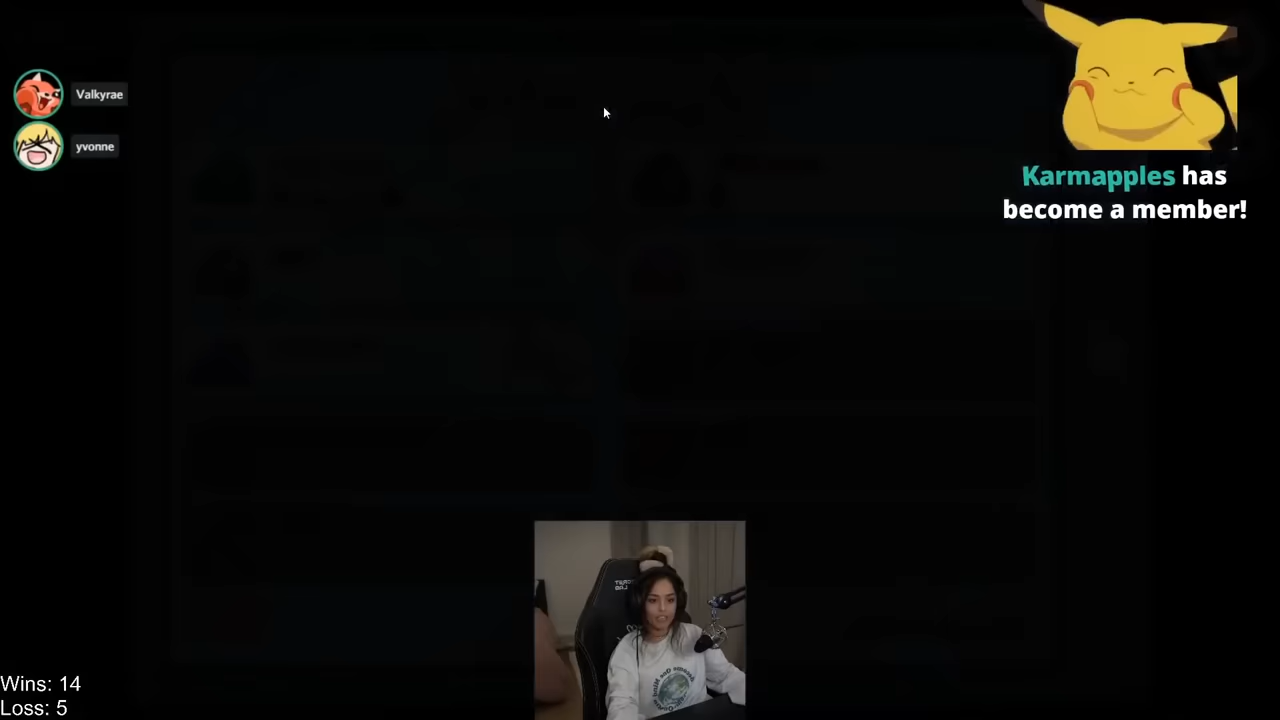 Valkyrae
yvonne
Karmapples has
become a member!
Wins: 14
Loss: 5